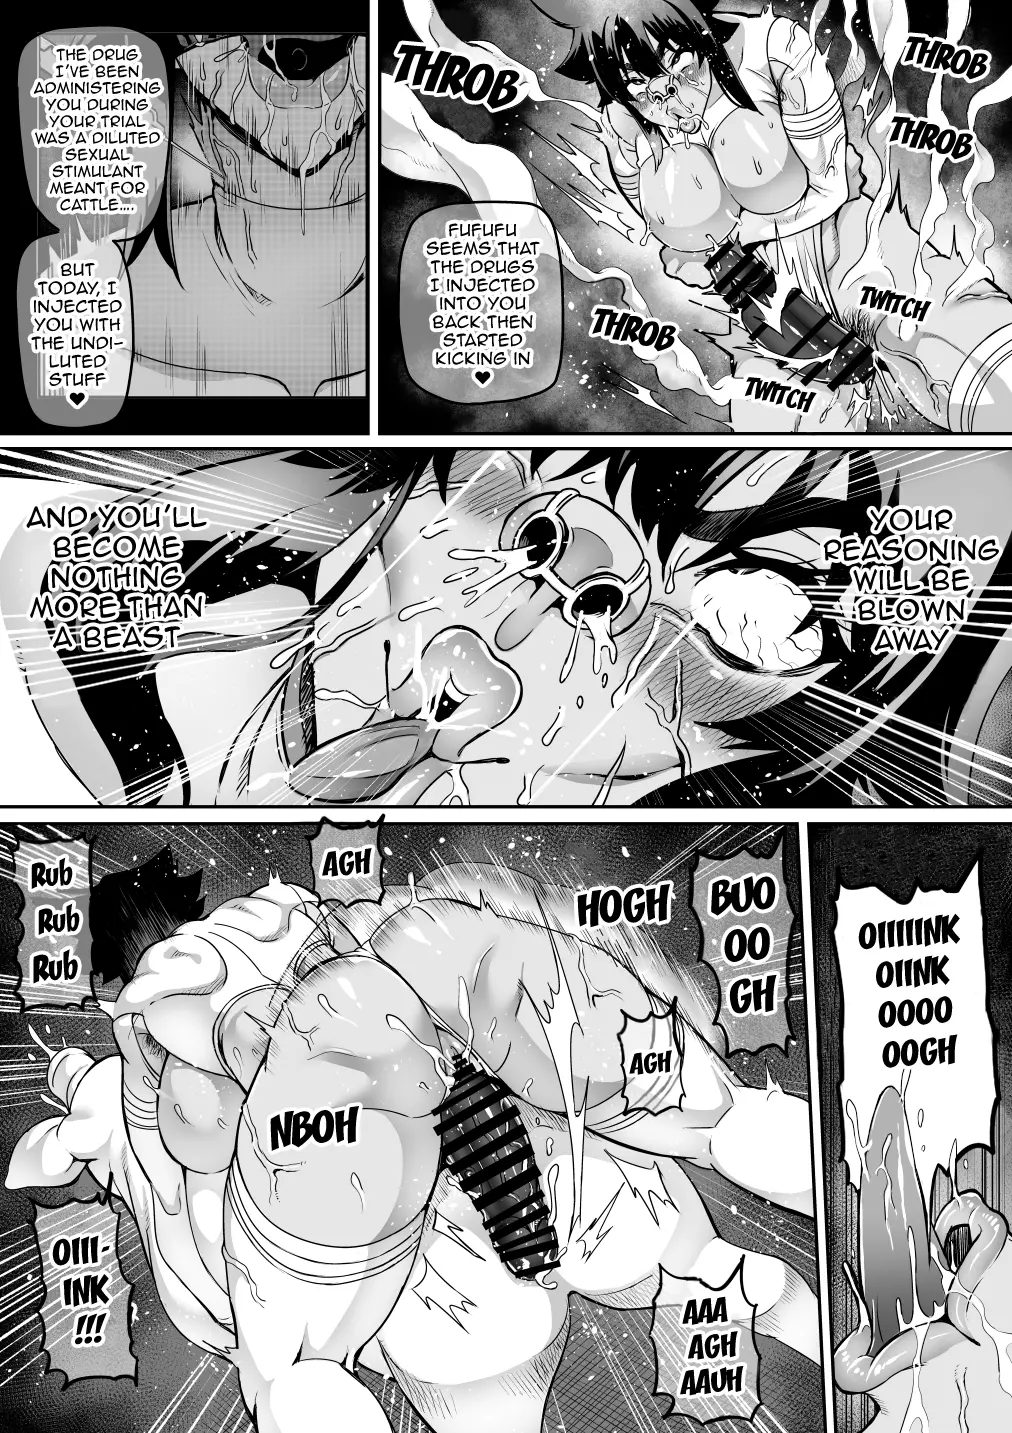 THROB
THROB
THROB
FUFUFU
SEEMS THAT
THE DRUGS
I INJECTED
INTO YOU
BACK THEN
STARTED
KICKING IN
♥
THROB
TWITCH
TWITCH
THE DRUG
I'VE BEEN
ADMINISTERING
YOU DURING
YOUR TRIAL
WAS A DILUTED
SEXUAL
STIMULANT
MEANT FOR
CATTLE....
BUT
TODAY, I
INJECTED
YOU WITH
THE UNDI-
LUTED
STUFF
♥
YOUR
REASONING
WILL BE
BLOWN
AWAY
AND YOU'LL
BECOME
NOTHING
MORE THAN
A BEAST
OIIIIIINK
OIINK
OOOO
OOGH
BUO
OO
GH
HOGH
AGH
AGH
Rub
Rub
Rub
NBOH
OIII-
INK
!!!
AAA
AGH
AAUH